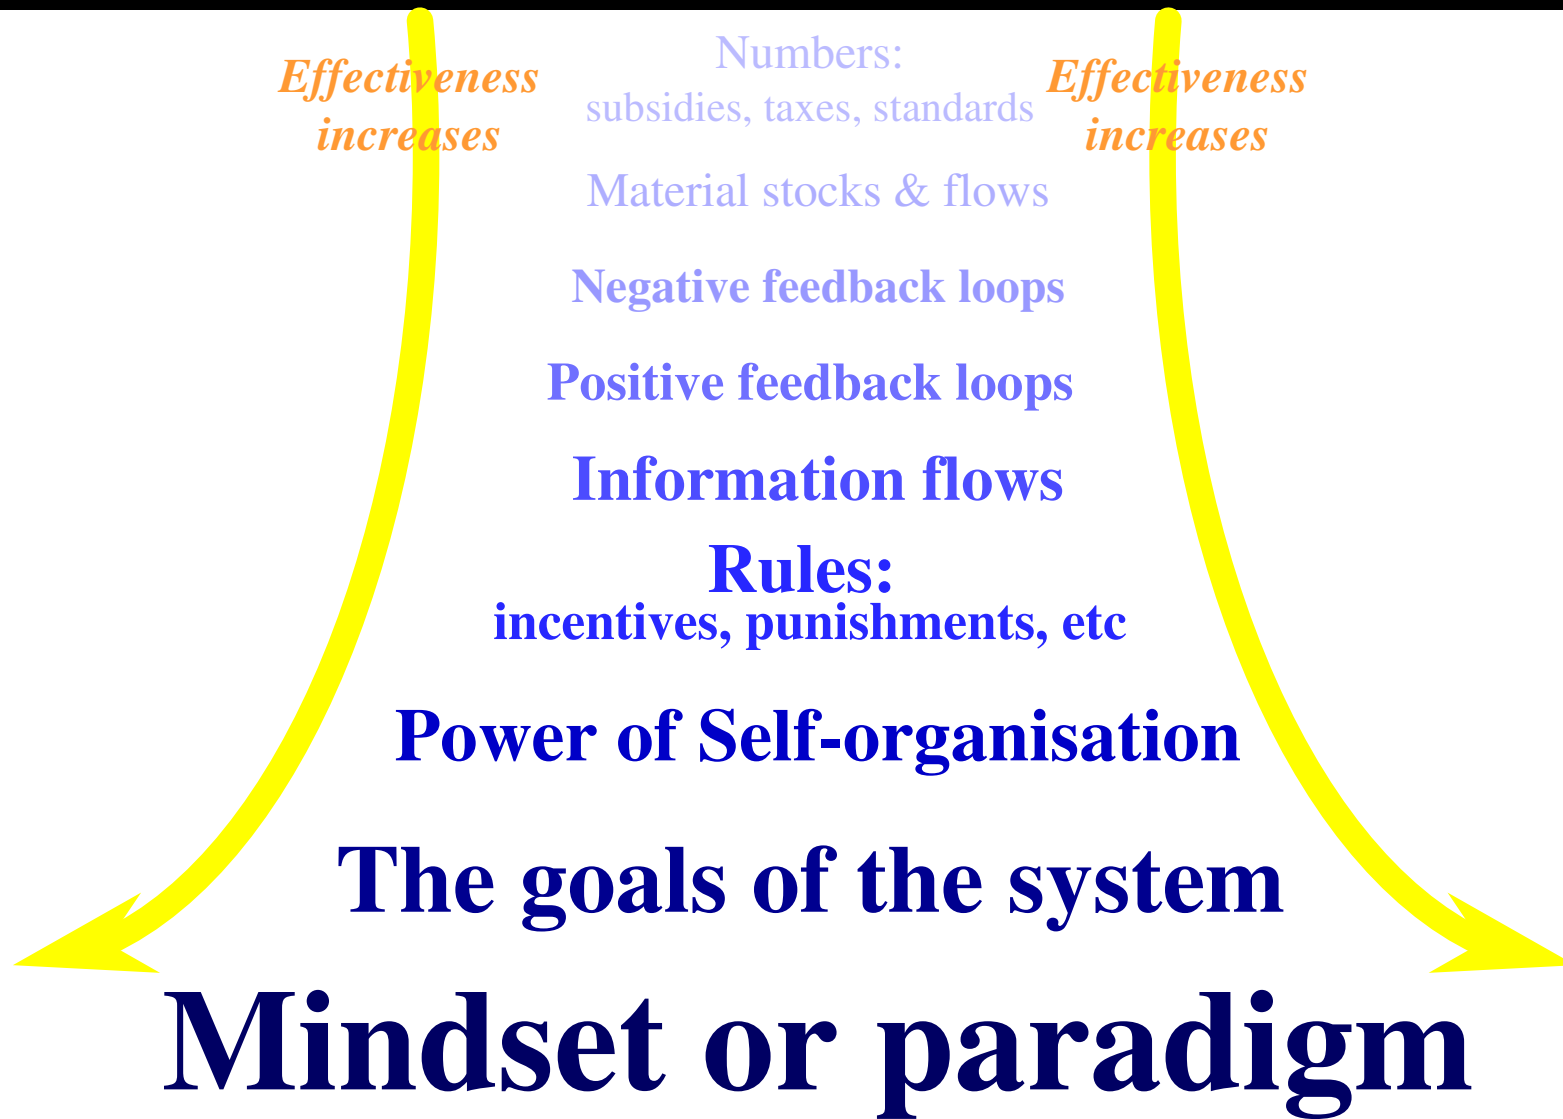 Effectiveness
increases
Numbers:
subsidies, taxes, standards
Effectiveness
increases
Material stocks & flows
Negative feedback loops
Positive feedback loops
Information flows
Rules:
incentives, punishments, etc
Power of Self-organisation
The goals of the system
Mindset or paradigm